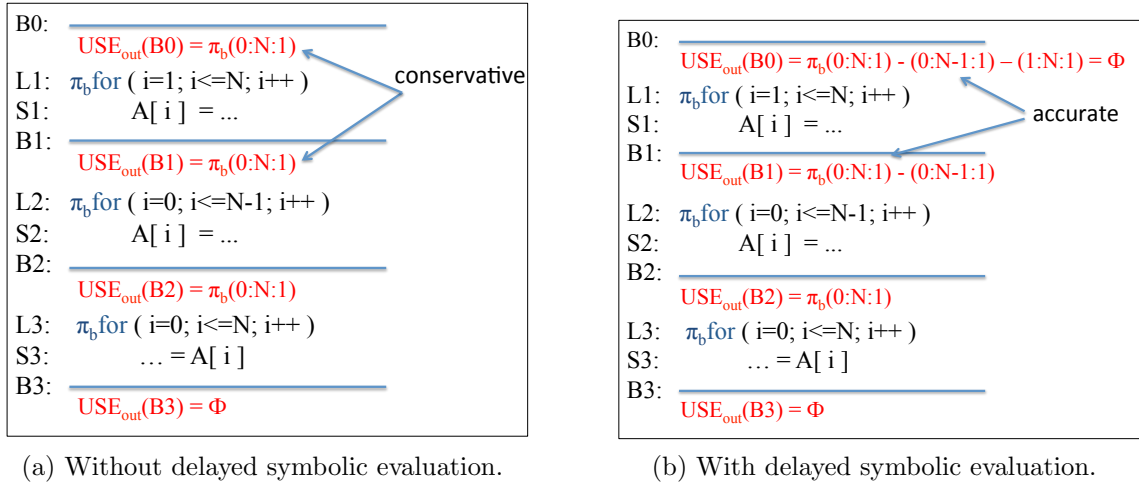 B0:
USEout(B0) = πb(0:N:1)
conservative
L1: πbfor ( i=1; i<=N; i++ )
S1: A[ i ] = ...
B1:
USEout(B1) = πb(0:N:1)
L2: πbfor ( i=0; i<=N-1; i++ )
S2: A[ i ] = ...
B2:
USEout(B2) = πb(0:N:1)
L3: πbfor ( i=0; i<=N; i++ )
S3: … = A[ i ]
B3:
USEout(B3) = Φ
(a) Without delayed symbolic evaluation.
B0:
USEout(B0) = πb(0:N:1) - (0:N-1:1) – (1:N:1) = Φ
L1: πbfor ( i=1; i<=N; i++ )
accurate
S1: A[ i ] = ...
B1:
USEout(B1) = πb(0:N:1) - (0:N-1:1)
L2: πbfor ( i=0; i<=N-1; i++ )
S2: A[ i ] = ...
B2:
USEout(B2) = πb(0:N:1)
L3: πbfor ( i=0; i<=N; i++ )
S3: … = A[ i ]
B3:
USEout(B3) = Φ
(b) With delayed symbolic evaluation.